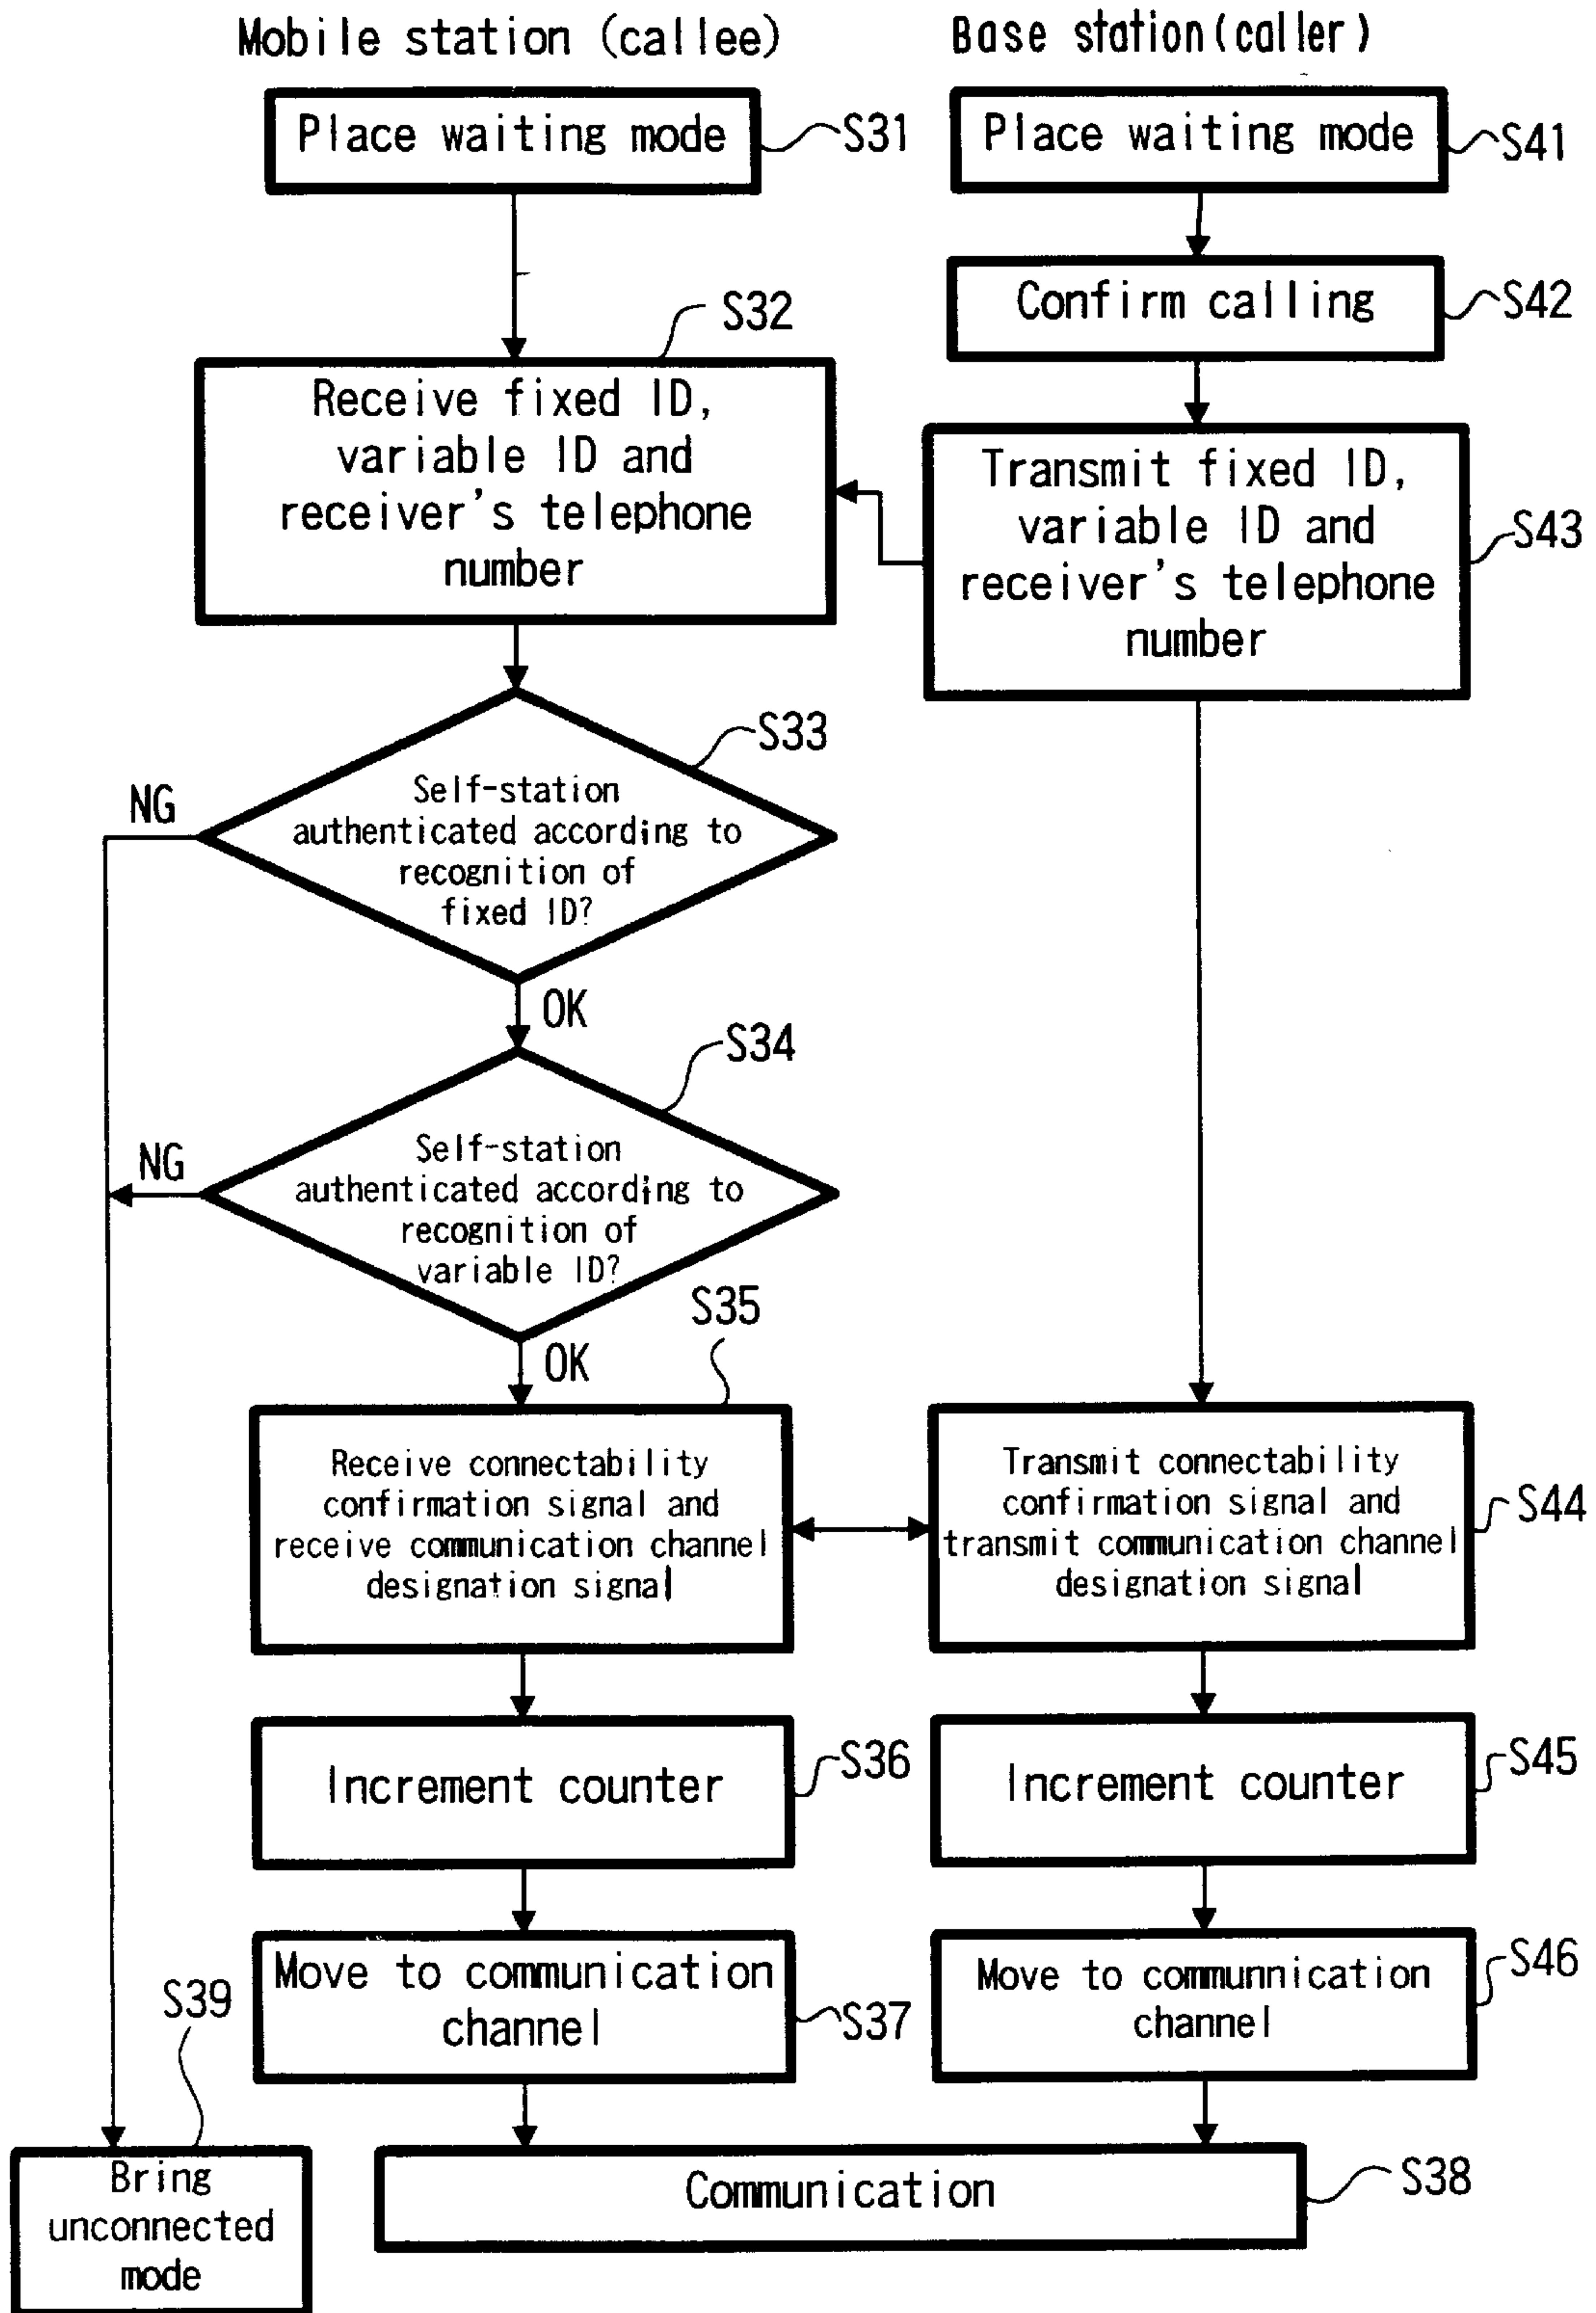 Mobile station (callee)
Base station(caller)
Place waiting mode
S31
Place waiting mode
S41
Confirm calling
S42
S32
Receive fixed ID,
variable ID and
receiver's telephone
number
Transmit fixed ID,
variable ID and
receiver's telephone
number
S43
S33
NG
Self-station
authenticated according to
recognition of
fixed ID?
OK
S34
NG
Self-station
authenticated according to
recognition of
variable ID?
S35
OK
Receive connectability
confirmation signal and
receive communication channel
designation signal
Transmit connectability
confirmation signal and
transmit communication channel
designation signal
S44
Increment counter
S36
Increment counter
S45
Move to communication
channel
S37
Move to communnication
channel
S46
S39
Bring
unconnected
mode
Communication
S38